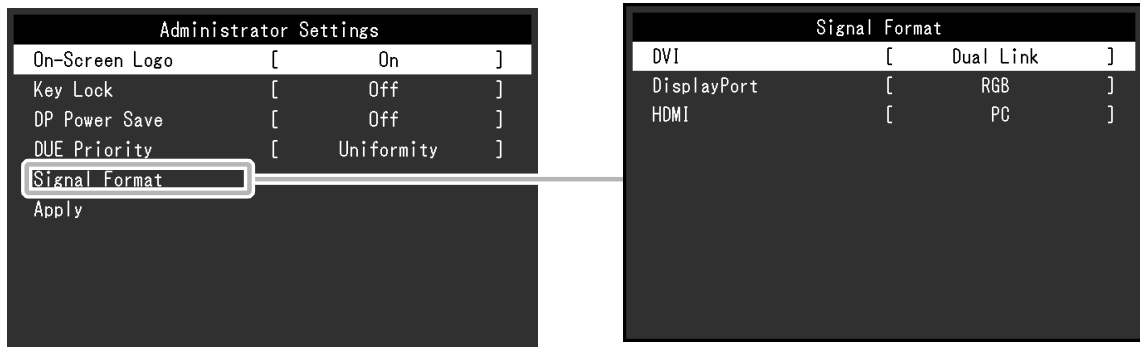 Administrator Settings
On-Screen Logo [ On ]
Key Lock [ Off ]
DP Power Save [ Off ]
DUE Priority [ Uniformity ]
Signal Format
Apply
Signal Format
DVI [ Dual Link ]
DisplayPort [ RGB ]
HDMI [ PC ]